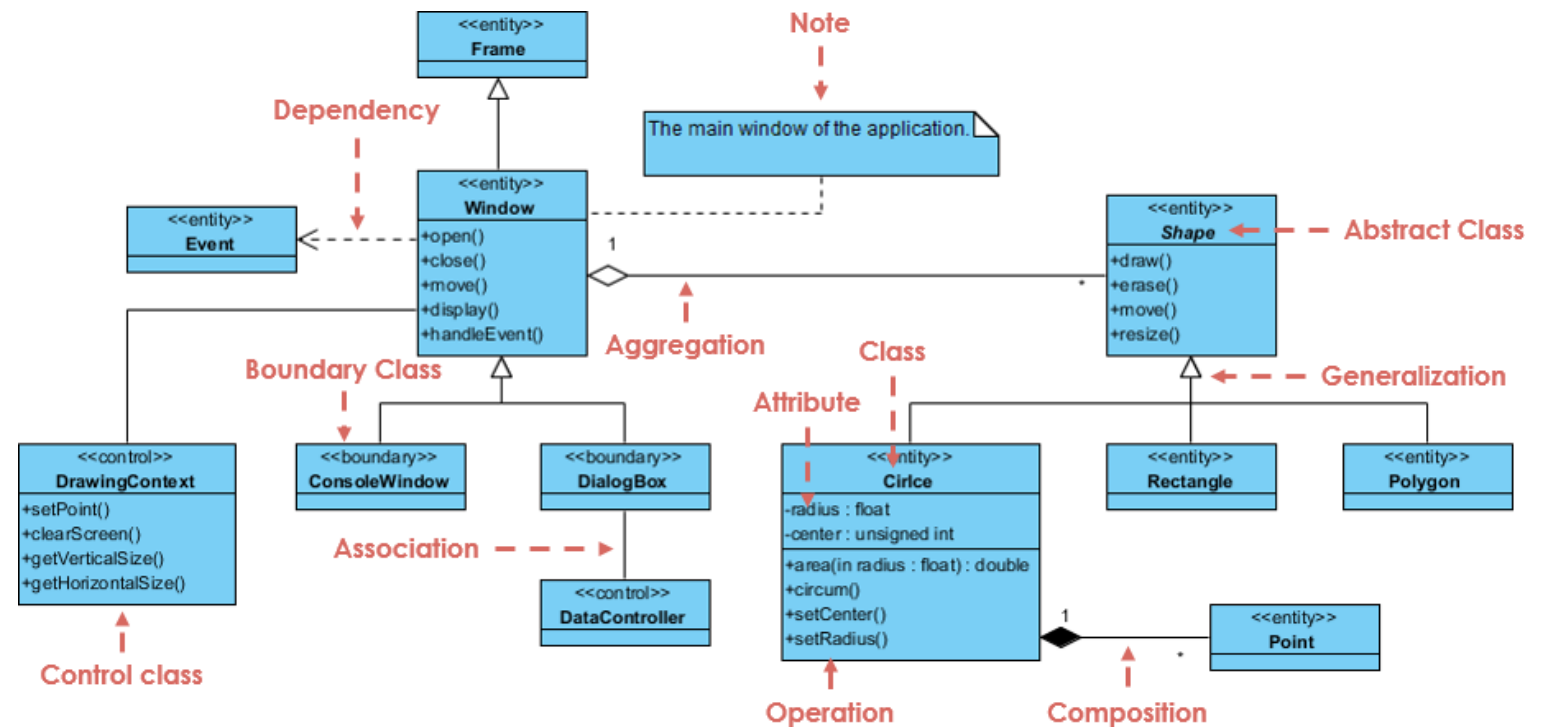 <<entity>>
Frame
Note
Dependency
The main window of the application.
<<entity>>
Window
+open()
+close()
+move()
+display()
+handleEvent()
<<entity>>
Event
1
*
<<entity>>
Shape
+draw()
+erase()
+move()
+resize()
Abstract Class
Aggregation
Class
Boundary Class
Attribute
Generalization
<<control>>
DrawingContext
+setPoint()
+clearScreen()
+getVerticalSize()
+getHorizontalSize()
<<boundary>>
ConsoleWindow
<<boundary>>
DialogBox
Association
<<control>>
DataController
<<entity>>
Cirlce
-radius : float
-center : unsigned int
+area(in radius : float) : double
+circum()
+setCenter()
+setRadius()
<<entity>>
Rectangle
<<entity>>
Polygon
1
*
<<entity>>
Point
Control class
Operation
Composition